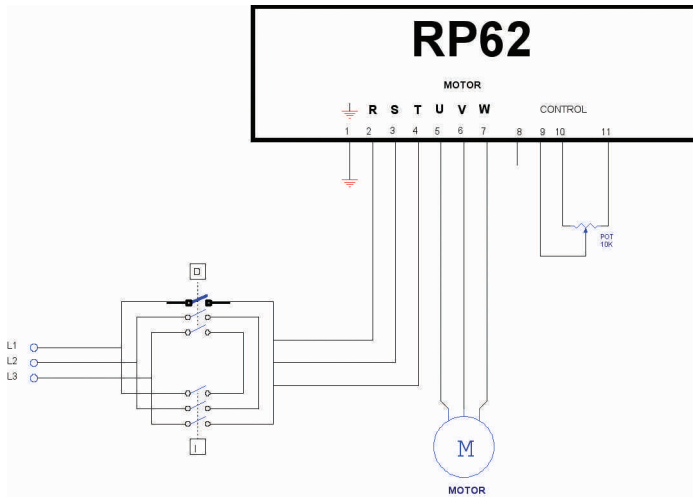 RP62
MOTOR
R S T U V W
CONTROL
1 2 3 4 5 6 7 8 9 10 11
POT
10K
D
L1
L2
L3
I
M
MOTOR